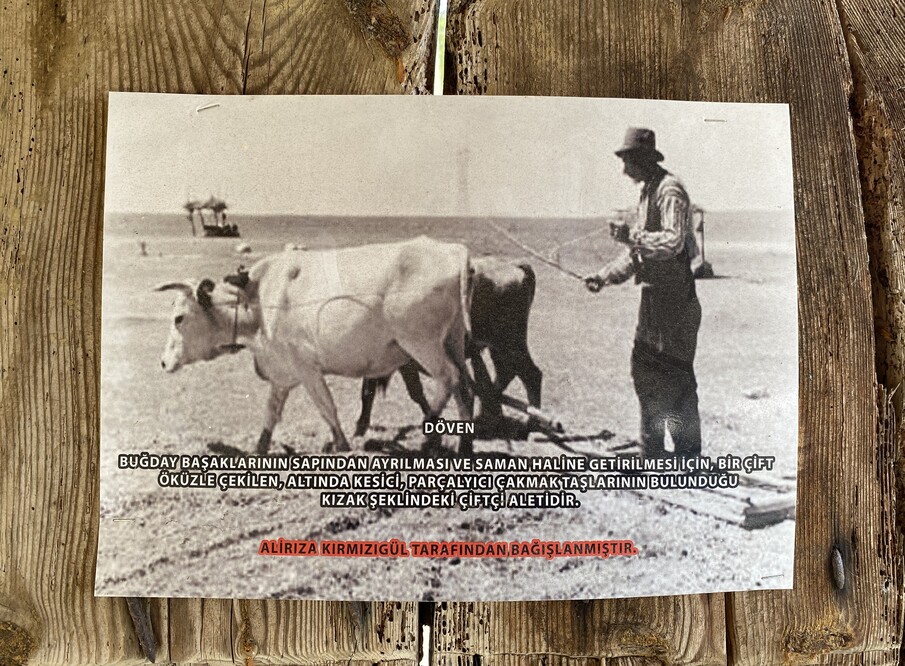 DÖVEN
BUĞDAY BAŞAKLARININ SAPINDAN AYRILMASI VE SAMAN HALİNE GETİRİLMESİ İÇİN, BİR ÇİFT
ÖKÜZLE ÇEKİLEN, ALTINDA KESİCİ, PARÇALYICI ÇAKMAK TAŞLARININ BULUNDUĞU
KIZAK ŞEKLİNDEKİ ÇİFTÇİ ALETİDİR.
ALİRIZA KIRMIZIGÜL TARAFINDAN BAĞIŞLANMIŞTIR.